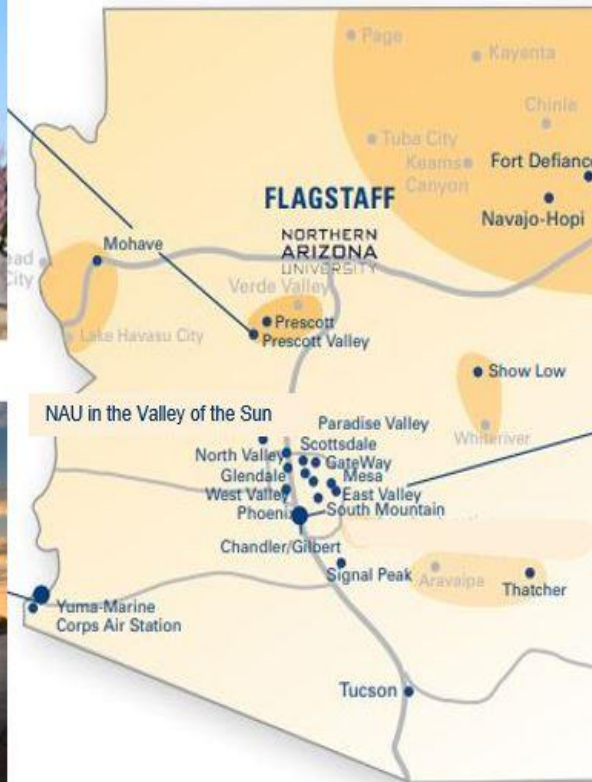 Page
Kayenta
Chinle
Tuba City
Keams
Canyon
Fort Defiance
FLAGSTAFF
Navajo-Hopi
NORTHERN
ARIZONA
UNIVERSITY
Mohave
ead
City
Verde Valley
Prescott
Prescott Valley
Lake Havasu City
Show Low
NAU in the Valley of the Sun
Paradise Valley
Whiteriver
Scottsdale
North Valley
GateWay
Glendale
Mesa
West Valley
East Valley
Phoenix
South Mountain
Chandler/Gilbert
Signal Peak
Aravaipa
Thatcher
Yuma-Marine
Corps Air Station
Tucson